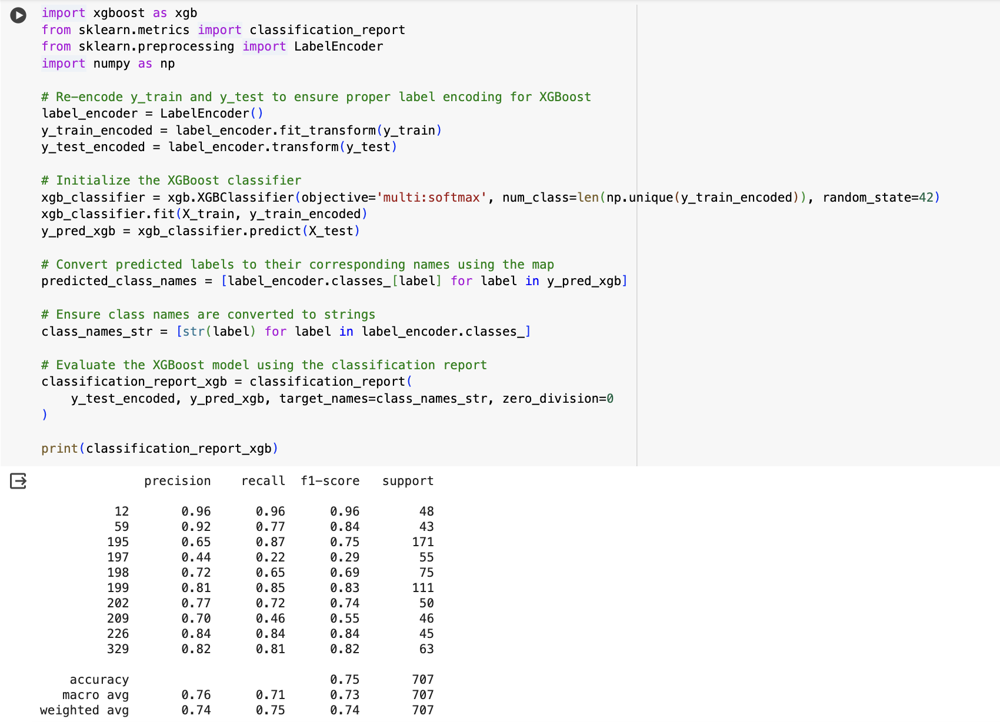 import xgboost as xgb
from sklearn.metrics import classification_report
from sklearn.preprocessing import LabelEncoder
import numpy as np
# Re-encode y_train and y_test to ensure proper label encoding for XGBoost
label_encoder = LabelEncoder()
y_train_encoded = label_encoder.fit_transform(y_train)
y_test_encoded = label_encoder.transform(y_test)
# Initialize the XGBoost classifier
xgb_classifier = xgb.XGBClassifier(objective='multi:softmax', num_class=len(np.unique(y_train_encoded)), random_state=42)
xgb_classifier.fit(X_train, y_train_encoded)
y_pred_xgb = xgb_classifier.predict(X_test)
# Convert predicted labels to their corresponding names using the map
predicted_class_names = [label_encoder.classes_[label] for label in y_pred_xgb]
# Ensure class names are converted to strings
class_names_str = [str(label) for label in label_encoder.classes_]
# Evaluate the XGBoost model using the classification report
classification_report_xgb = classification_report(
    y_test_encoded, y_pred_xgb, target_names=class_names_str, zero_division=0
)
print(classification_report_xgb)
precision recall f1-score support
12 0.96 0.96 0.96 48
59 0.92 0.77 0.84 43
195 0.65 0.87 0.75 171
197 0.44 0.22 0.29 55
198 0.72 0.65 0.69 75
199 0.81 0.85 0.83 111
202 0.77 0.72 0.74 50
209 0.70 0.46 0.55 46
226 0.84 0.84 0.84 45
329 0.82 0.81 0.82 63
accuracy 0.75 707
macro avg 0.76 0.71 0.73 707
weighted avg 0.74 0.75 0.74 707